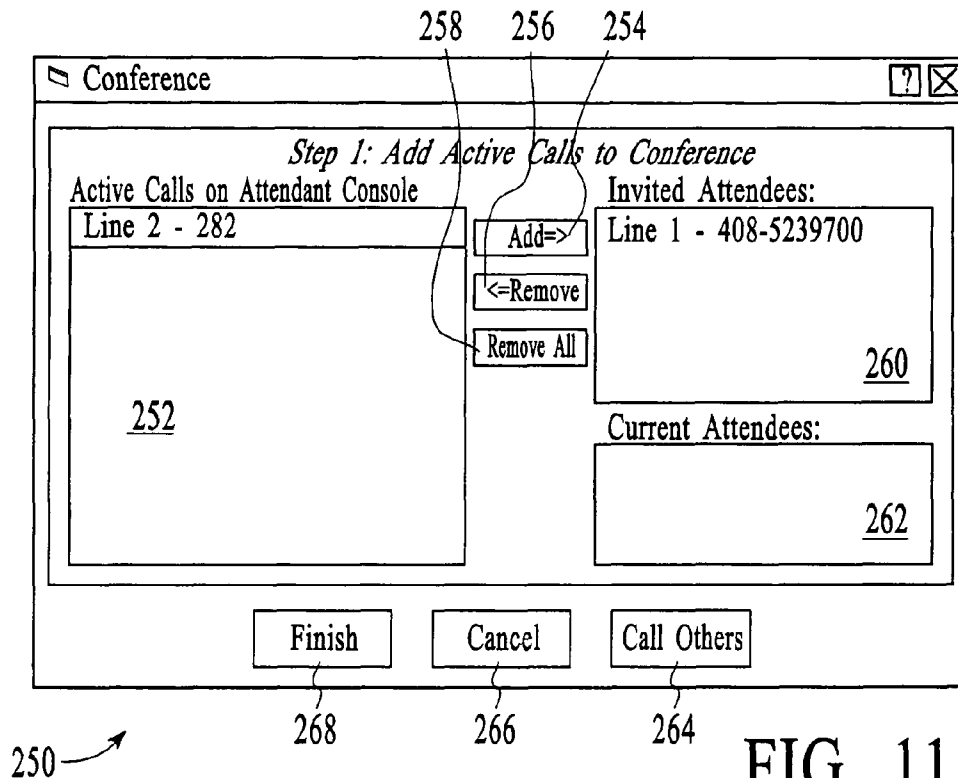 258 256 254
Conference ?
Step 1: Add Active Calls to Conference
Active Calls on Attendant Console
Invited Attendees:
Line 2 - 282
Add=>
Line 1 - 408-5239700
<=Remove
Remove All
260
252
Current Attendees:
262
Finish Cancel Call Others
268 266 264
250
FIG. 11